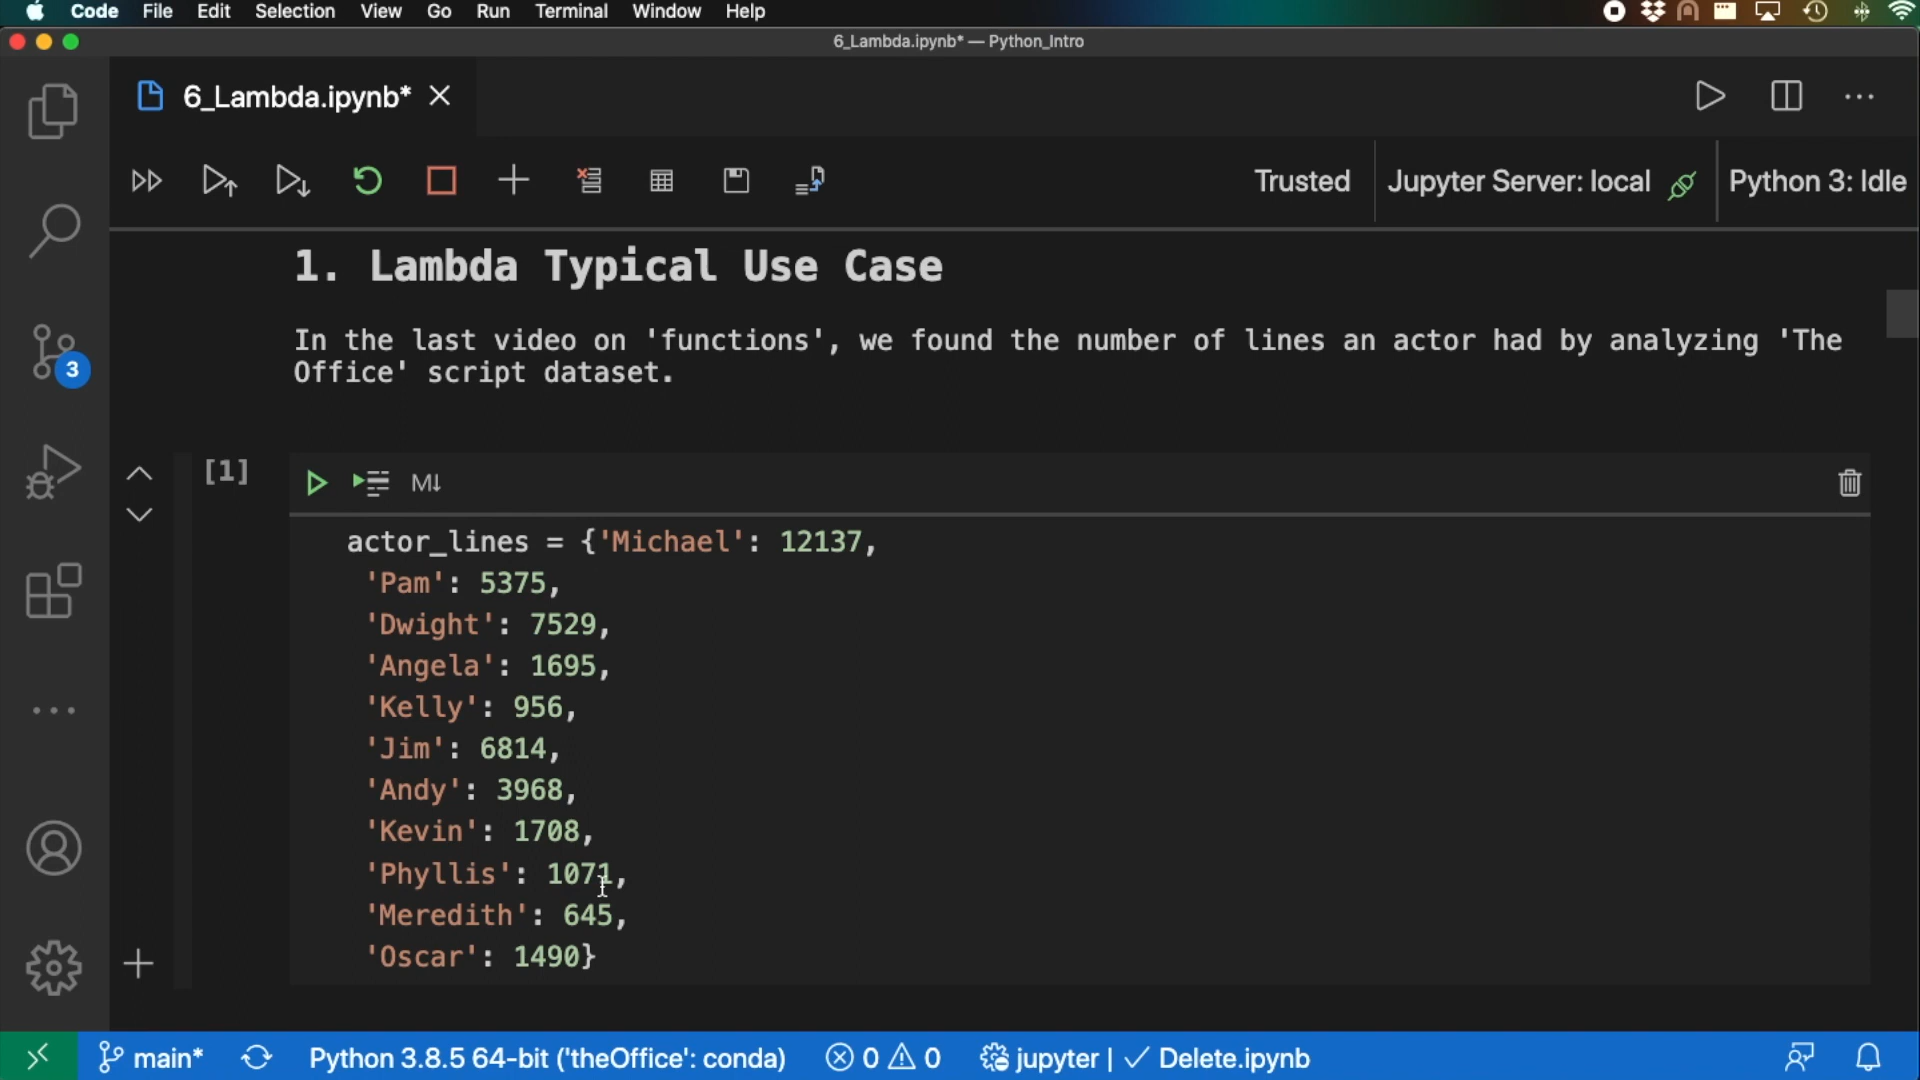 Code File Edit Selection View Go Run Terminal Window Help
6_Lambda.ipynb* — Python_Intro
6_Lambda.ipynb*
Trusted
Jupyter Server: local
Python 3: Idle
1. Lambda Typical Use Case
In the last video on 'functions', we found the number of lines an actor had by analyzing 'The
Office' script dataset.
3
[1]
M↓
actor_lines = {'Michael': 12137,
'Pam': 5375,
'Dwight': 7529,
'Angela': 1695,
'Kelly': 956,
'Jim': 6814,
'Andy': 3968,
'Kevin': 1708,
'Phyllis': 1071,
'Meredith': 645,
'Oscar': 1490}
main* Python 3.8.5 64-bit ('theOffice': conda) 0 0 jupyter | ✓ Delete.ipynb